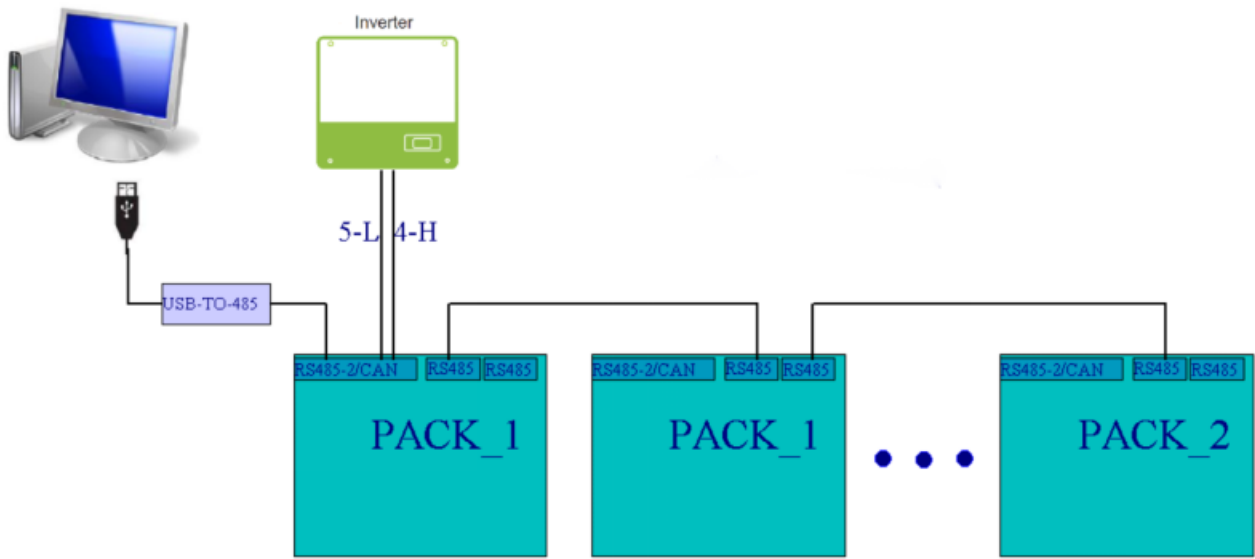 Inverter
5-L 4-H
USB-TO-485
RS485-2/CAN RS485 RS485
RS485-2/CAN RS485 RS485
RS485-2/CAN RS485 RS485
PACK_1
PACK_1
PACK_2